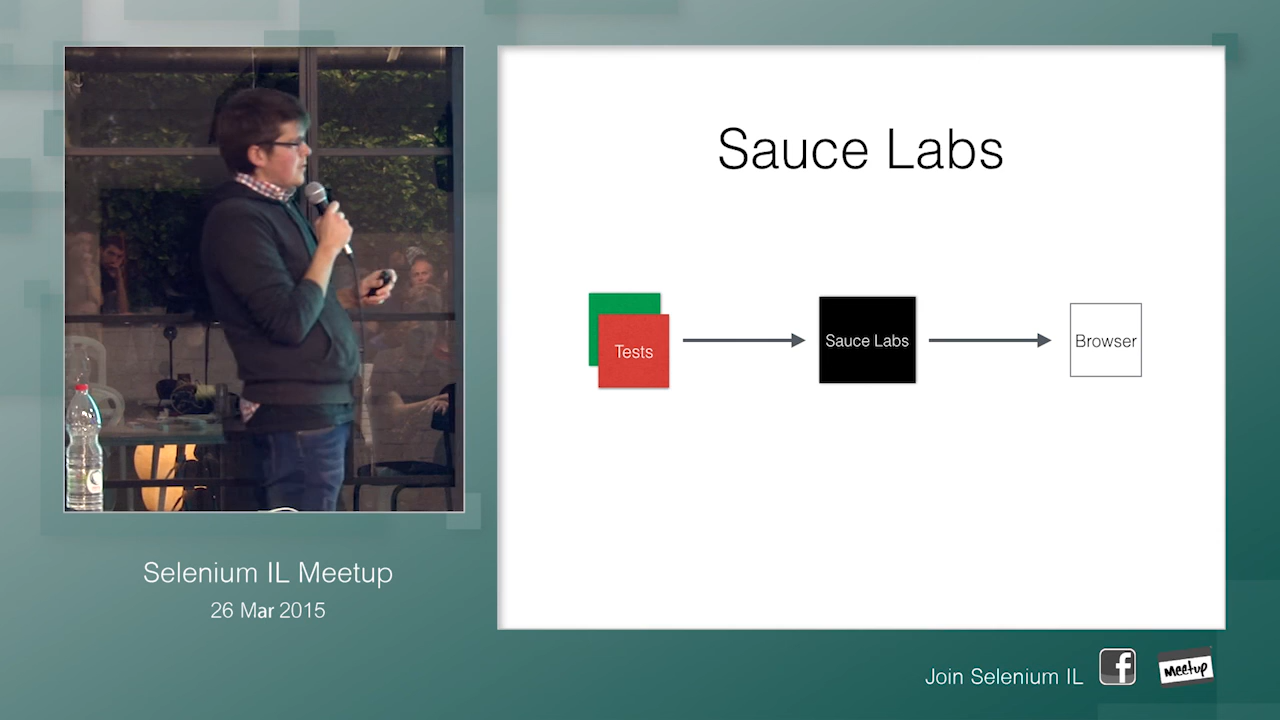 Sauce Labs
Tests
Sauce Labs
Browser
Selenium IL Meetup
26 Mar 2015
Join Selenium IL
f
Meetup